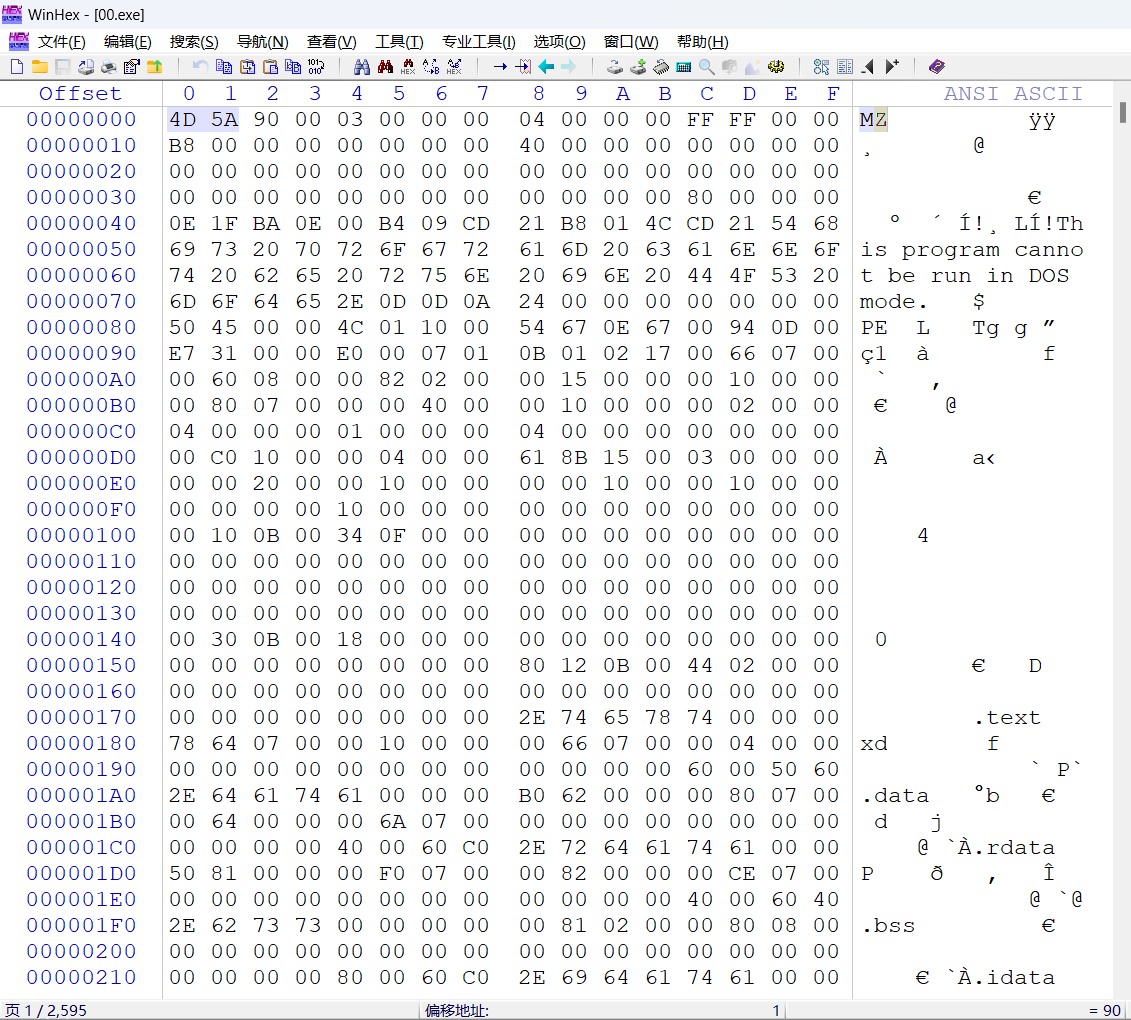 WinHex - [00.exe]
文件(F) 编辑(E) 搜索(S) 导航(N) 查看(V) 工具(T) 专业工具(I) 选项(O) 窗口(W) 帮助(H)
Offset 0 1 2 3 4 5 6 7 8 9 A B C D E F ANSI ASCII
00000000 4D 5A 90 00 03 00 00 00 04 00 00 00 FF FF 00 00 MZ ÿÿ
00000010 B8 00 00 00 00 00 00 00 40 00 00 00 00 00 00 00 ¸ @
00000020 00 00 00 00 00 00 00 00 00 00 00 00 00 00 00 00
00000030 00 00 00 00 00 00 00 00 00 00 00 00 80 00 00 00 €
00000040 0E 1F BA 0E 00 B4 09 CD 21 B8 01 4C CD 21 54 68 º ´ Í!¸ LÍ!Th
00000050 69 73 20 70 72 6F 67 72 61 6D 20 63 61 6E 6E 6F is program canno
00000060 74 20 62 65 20 72 75 6E 20 69 6E 20 44 4F 53 20 t be run in DOS
00000070 6D 6F 64 65 2E 0D 0D 0A 24 00 00 00 00 00 00 00 mode. $
00000080 50 45 00 00 4C 01 10 00 54 67 0E 67 00 94 0D 00 PE L Tg g ”
00000090 E7 31 00 00 E0 00 07 01 0B 01 02 17 00 66 07 00 ç1 à f
000000A0 00 60 08 00 00 82 02 00 00 15 00 00 00 10 00 00 ` ‚
000000B0 00 80 07 00 00 00 40 00 00 10 00 00 00 02 00 00 € @
000000C0 04 00 00 00 01 00 00 00 04 00 00 00 00 00 00 00
000000D0 00 C0 10 00 00 04 00 00 61 8B 15 00 03 00 00 00 À a‹
000000E0 00 00 20 00 00 10 00 00 00 00 10 00 00 10 00 00
000000F0 00 00 00 00 10 00 00 00 00 00 00 00 00 00 00 00
00000100 00 10 0B 00 34 0F 00 00 00 00 00 00 00 00 00 00 4
00000110 00 00 00 00 00 00 00 00 00 00 00 00 00 00 00 00
00000120 00 00 00 00 00 00 00 00 00 00 00 00 00 00 00 00
00000130 00 00 00 00 00 00 00 00 00 00 00 00 00 00 00 00
00000140 00 30 0B 00 18 00 00 00 00 00 00 00 00 00 00 00 0
00000150 00 00 00 00 00 00 00 00 80 12 0B 00 44 02 00 00 € D
00000160 00 00 00 00 00 00 00 00 00 00 00 00 00 00 00 00
00000170 00 00 00 00 00 00 00 00 2E 74 65 78 74 00 00 00 .text
00000180 78 64 07 00 00 10 00 00 00 66 07 00 00 04 00 00 xd f
00000190 00 00 00 00 00 00 00 00 00 00 00 00 60 00 50 60 ` P`
000001A0 2E 64 61 74 61 00 00 00 B0 62 00 00 00 80 07 00 .data °b €
000001B0 00 64 00 00 00 6A 07 00 00 00 00 00 00 00 00 00 d j
000001C0 00 00 00 00 40 00 60 C0 2E 72 64 61 74 61 00 00 @ `À.rdata
000001D0 50 81 00 00 00 F0 07 00 00 82 00 00 00 CE 07 00 P ð ‚ Î
000001E0 00 00 00 00 00 00 00 00 00 00 00 00 40 00 60 40 @ `@
000001F0 2E 62 73 73 00 00 00 00 00 81 02 00 00 80 08 00 .bss €
00000200 00 00 00 00 00 00 00 00 00 00 00 00 00 00 00 00
00000210 00 00 00 00 80 00 60 C0 2E 69 64 61 74 61 00 00 € `À.idata
页 1 / 2,595 偏移地址: 1 = 90